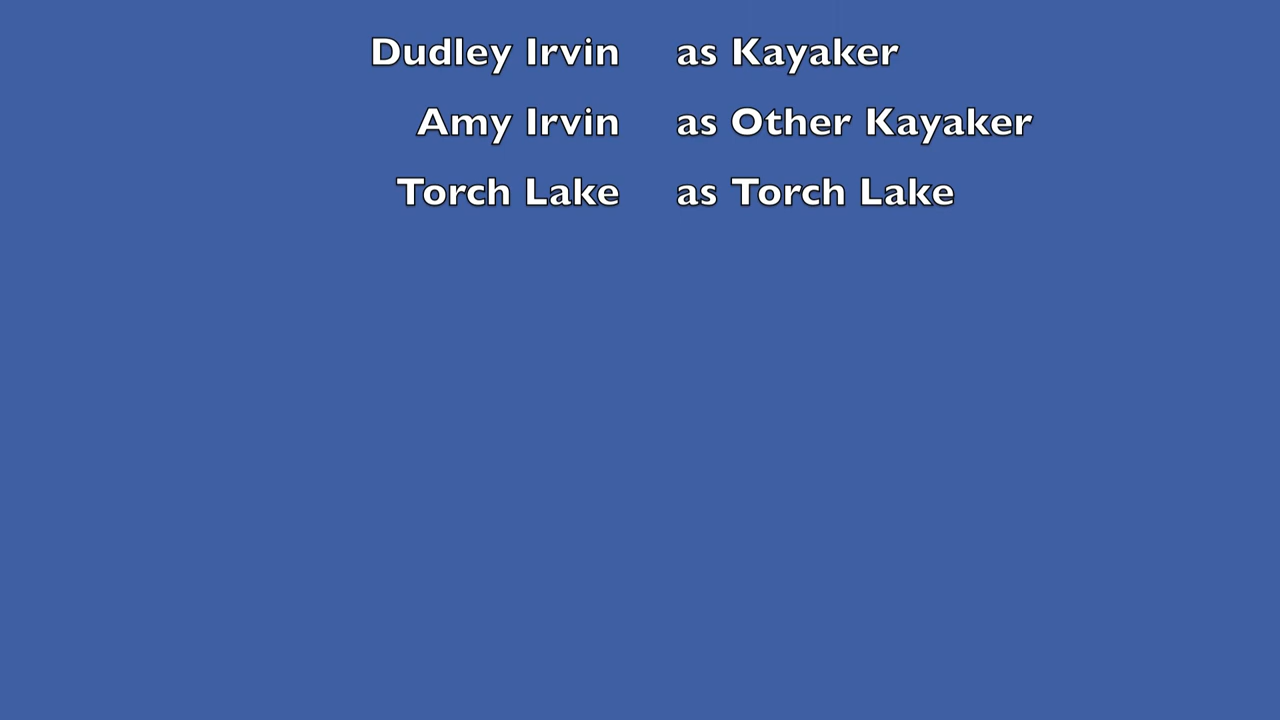 Dudley Irvin as Kayaker
Amy Irvin as Other Kayaker
Torch Lake as Torch Lake